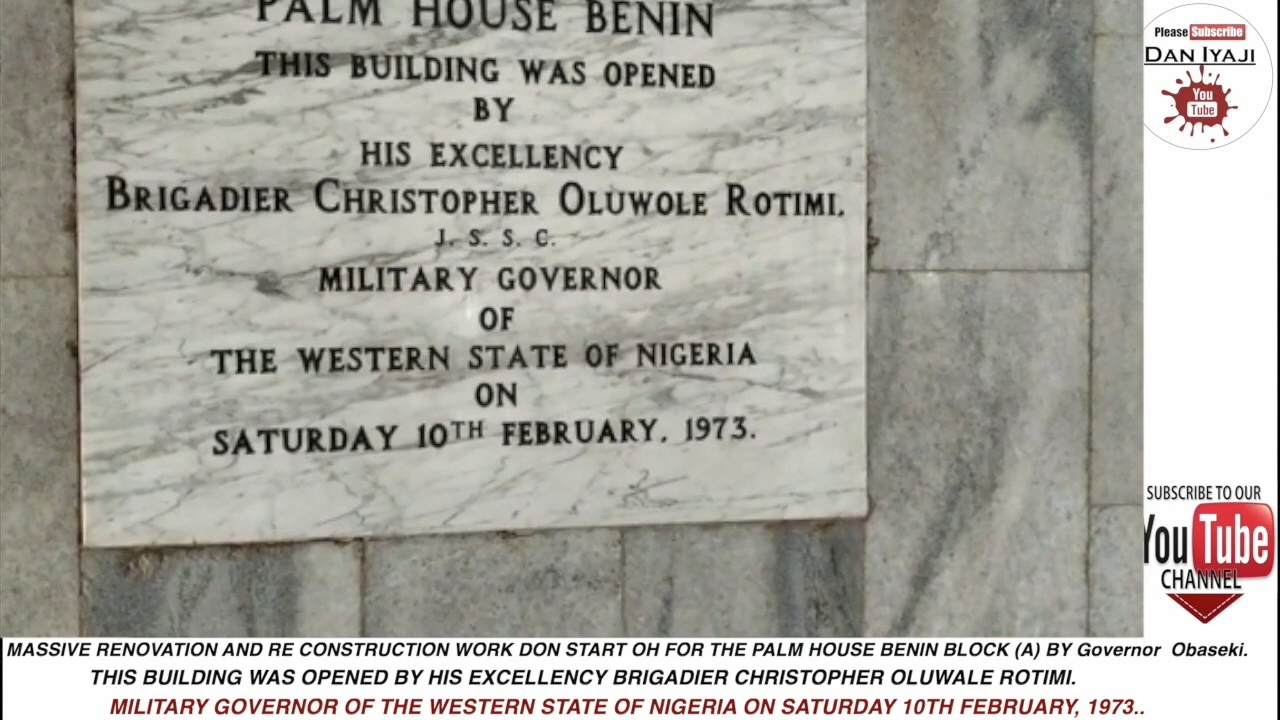 PALM HOUSE BENIN
THIS BUILDING WAS OPENED
BY
HIS EXCELLENCY
BRIGADIER CHRISTOPHER OLUWOLE ROTIMI,
J. S. S. C.
MILITARY GOVERNOR
OF
THE WESTERN STATE OF NIGERIA
ON
SATURDAY 10TH FEBRUARY, 1973.
Please Subscribe
DAN IYAJI
You
Tube
SUBSCRIBE TO OUR
YouTube
CHANNEL
MASSIVE RENOVATION AND RE CONSTRUCTION WORK DON START OH FOR THE PALM HOUSE BENIN BLOCK (A) BY Governor Obaseki.
THIS BUILDING WAS OPENED BY HIS EXCELLENCY BRIGADIER CHRISTOPHER OLUWALE ROTIMI.
MILITARY GOVERNOR OF THE WESTERN STATE OF NIGERIA ON SATURDAY 10TH FEBRUARY, 1973..